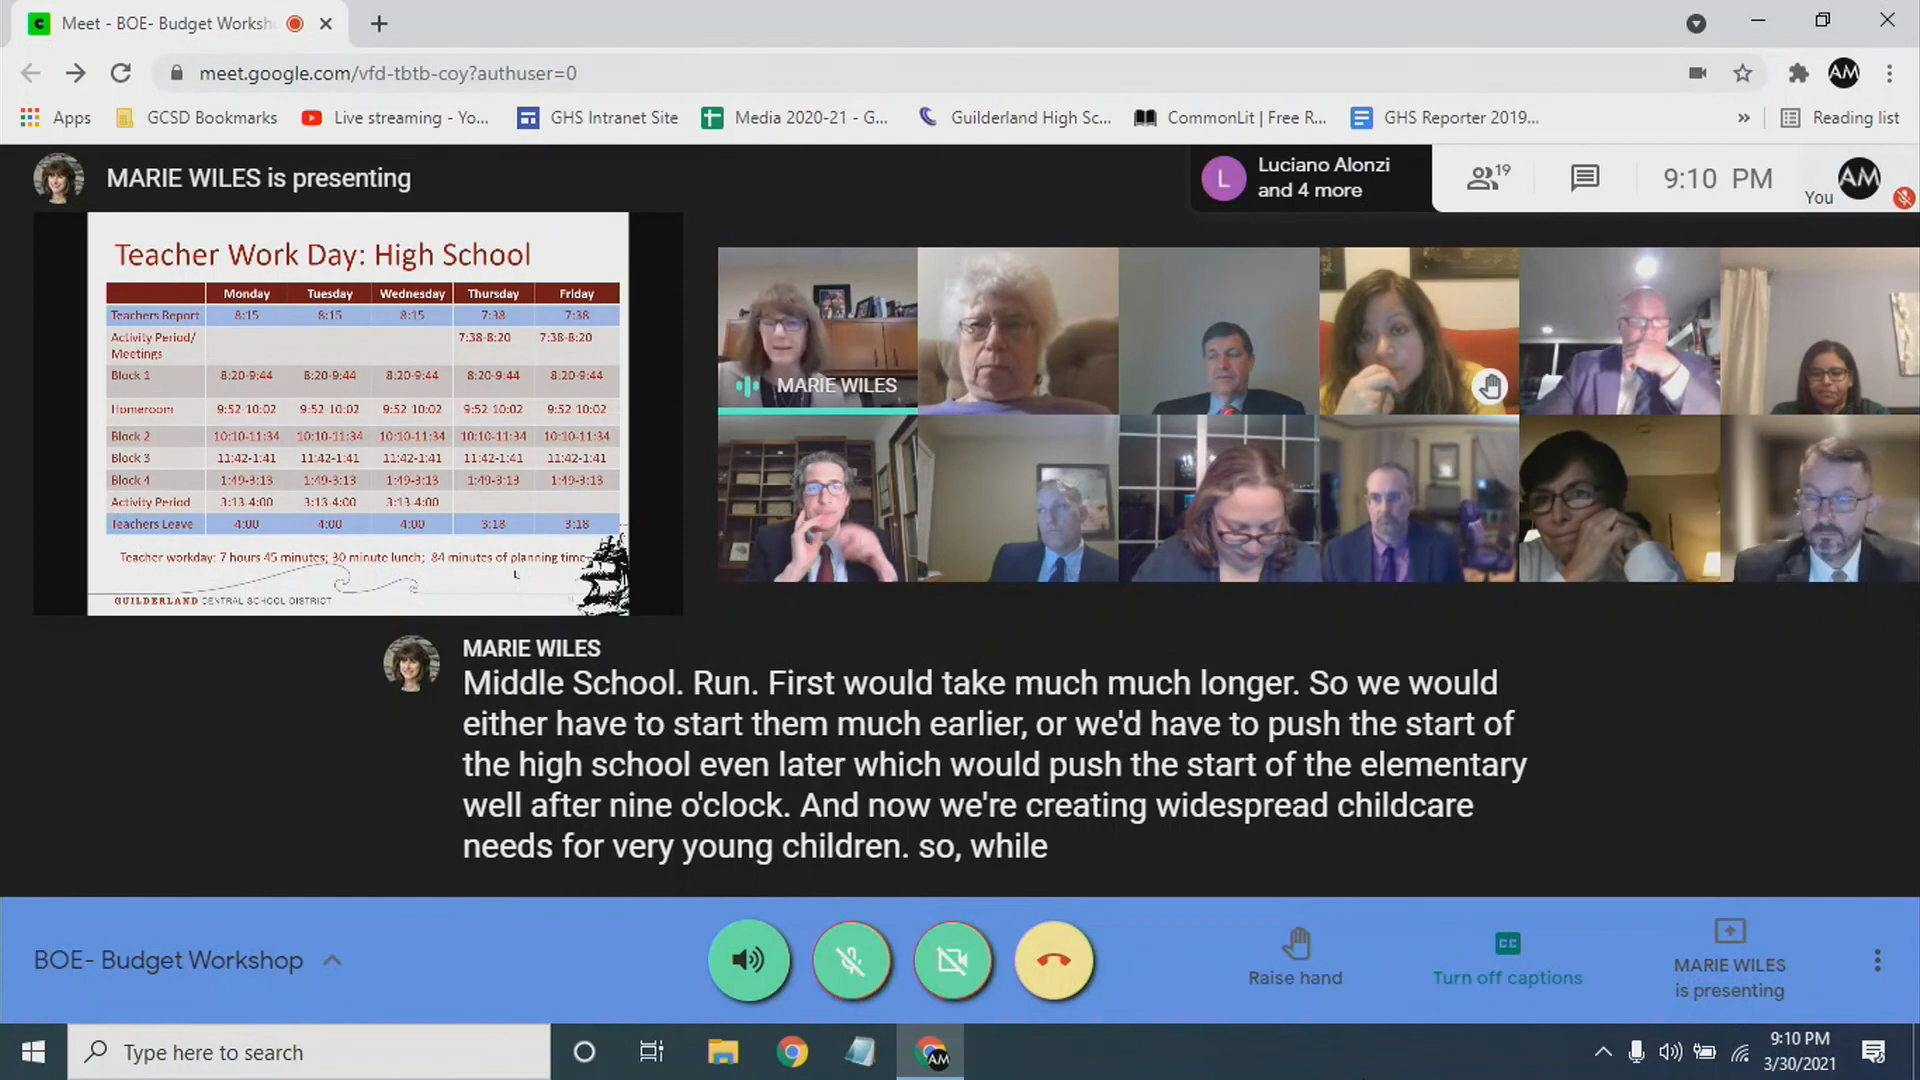 Meet - BOE- Budget Worksh
meet.google.com/vfd-tbtb-coy?authuser=0
AM
Apps GCSD Bookmarks Live streaming - Yo... GHS Intranet Site Media 2020-21 - G... Guilderland High Sc... CommonLit | Free R... GHS Reporter 2019... » Reading list
MARIE WILES is presenting
L Luciano Alonzi
and 4 more
19
9:10 PM
You AM
Teacher Work Day: High School
Monday Tuesday Wednesday Thursday Friday
Teachers Report 8:15 8:15 8:15 7:38 7:38
Activity Period/ 7:38-8:20 7:38-8:20
Meetings
Block 1 8:20-9:44 8:20-9:44 8:20-9:44 8:20-9:44 8:20-9:44
Homeroom 9:52-10:02 9:52-10:02 9:52-10:02 9:52-10:02 9:52-10:02
Block 2 10:10-11:34 10:10-11:34 10:10-11:34 10:10-11:34 10:10-11:34
Block 3 11:42-1:41 11:42-1:41 11:42-1:41 11:42-1:41 11:42-1:41
Block 4 1:49-3:13 1:49-3:13 1:49-3:13 1:49-3:13 1:49-3:13
Activity Period 3:13-4:00 3:13-4:00 3:13-4:00
Teachers Leave 4:00 4:00 4:00 3:18 3:18
Teacher workday: 7 hours 45 minutes; 30 minute lunch; 84 minutes of planning time
GUILDERLAND CENTRAL SCHOOL DISTRICT
MARIE WILES
MARIE WILES
Middle School. Run. First would take much much longer. So we would
either have to start them much earlier, or we'd have to push the start of
the high school even later which would push the start of the elementary
well after nine o'clock. And now we're creating widespread childcare
needs for very young children. so, while
BOE- Budget Workshop
Raise hand
CC
Turn off captions
MARIE WILES
is presenting
Type here to search
AM
9:10 PM
3/30/2021